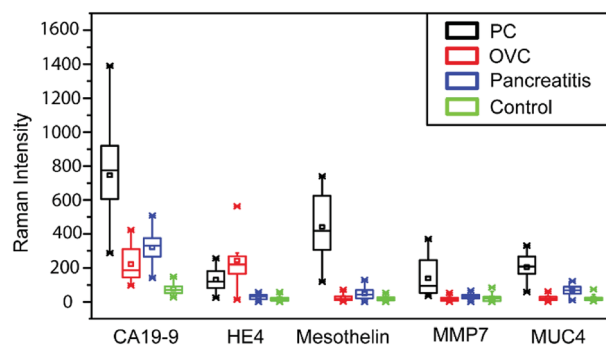 1600
1400
1200
1000
800
600
400
200
0
Raman Intensity
PC
OVC
Pancreatitis
Control
CA19-9 HE4 Mesothelin MMP7 MUC4